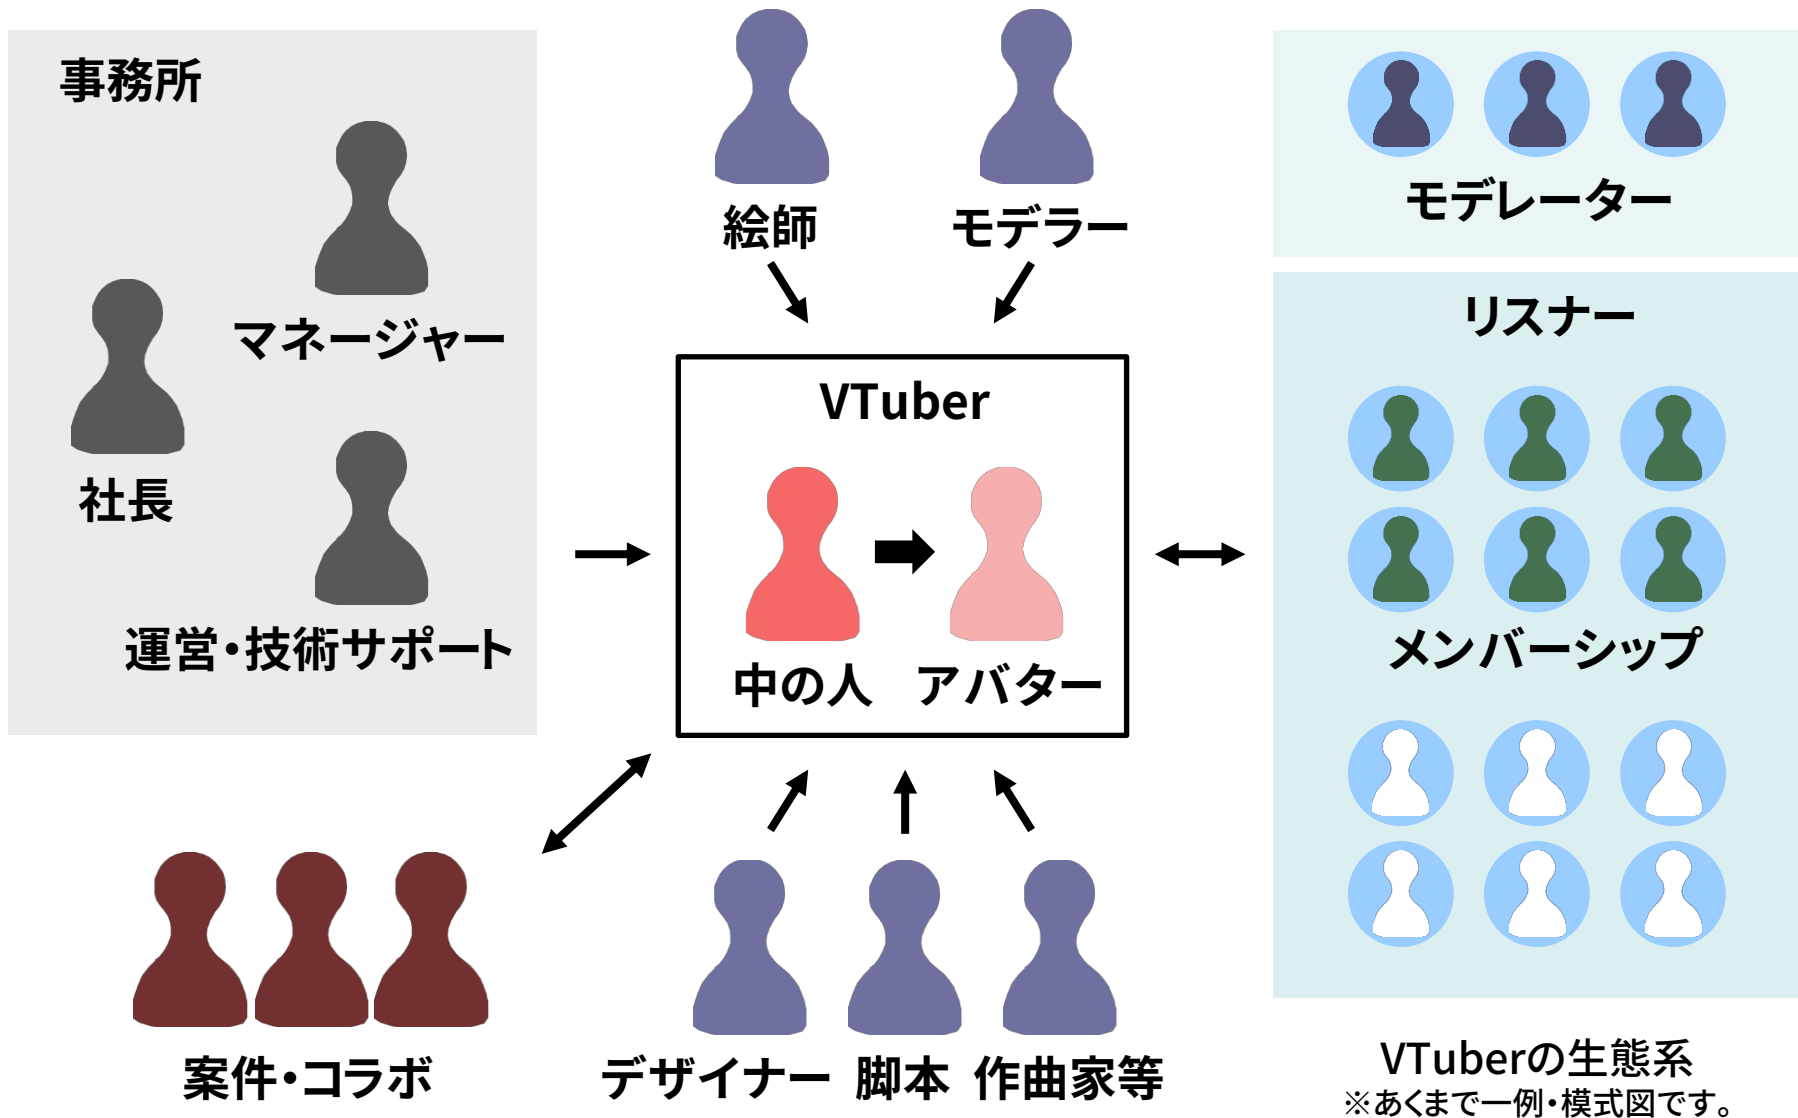 事務所
マネージャー
社長
運営・技術サポート
絵師
モデラー
VTuber
中の人
アバター
モデレーター
リスナー
メンバーシップ
案件・コラボ
デザイナー
脚本
作曲家等
VTuberの生態系
※あくまで一例・模式図です。